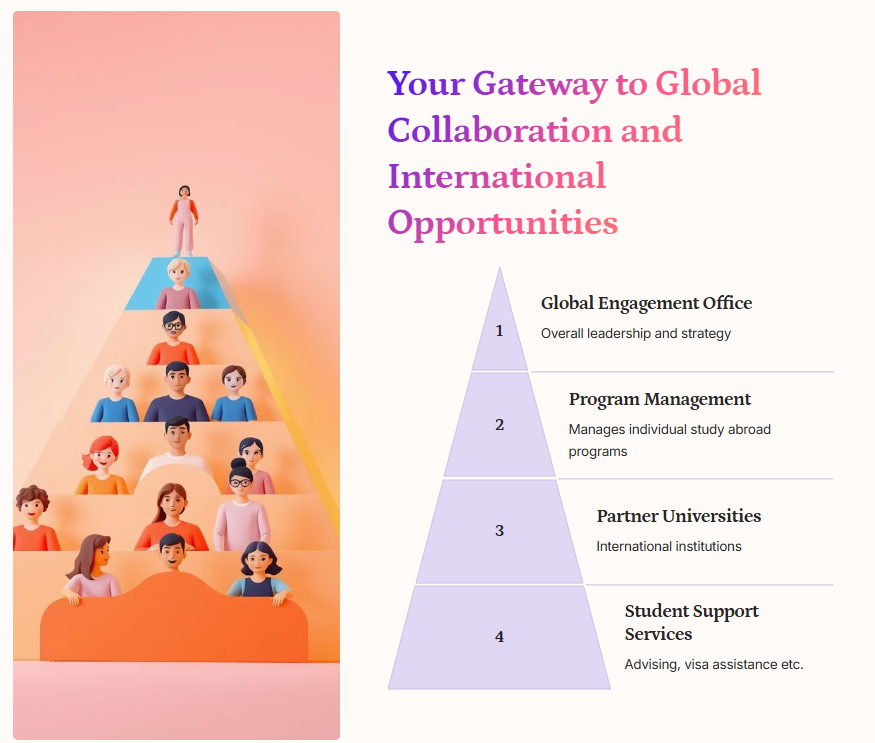 Your Gateway to Global
Collaboration and
International
Opportunities
1
Global Engagement Office
Overall leadership and strategy
2
Program Management
Manages individual study abroad
programs
3
Partner Universities
International institutions
4
Student Support
Services
Advising, visa assistance etc.